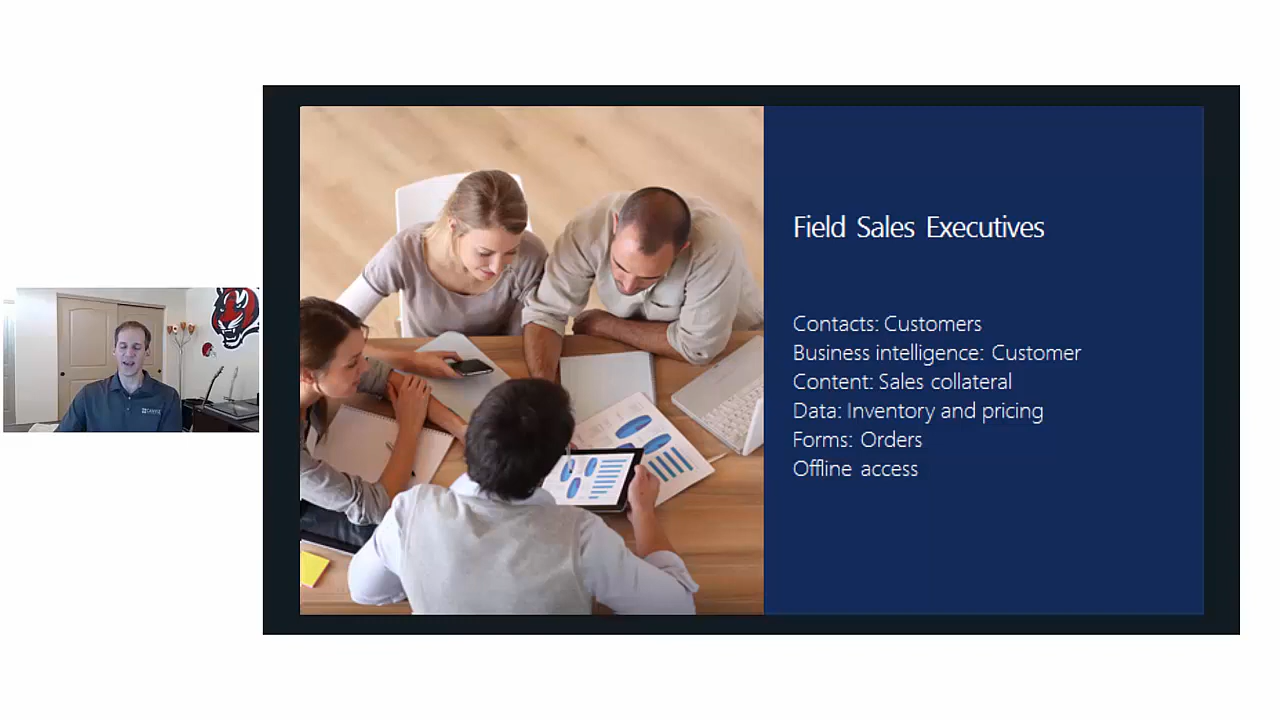 Field Sales Executives
Contacts: Customers
Business intelligence: Customer
Content: Sales collateral
Data: Inventory and pricing
Forms: Orders
Offline access